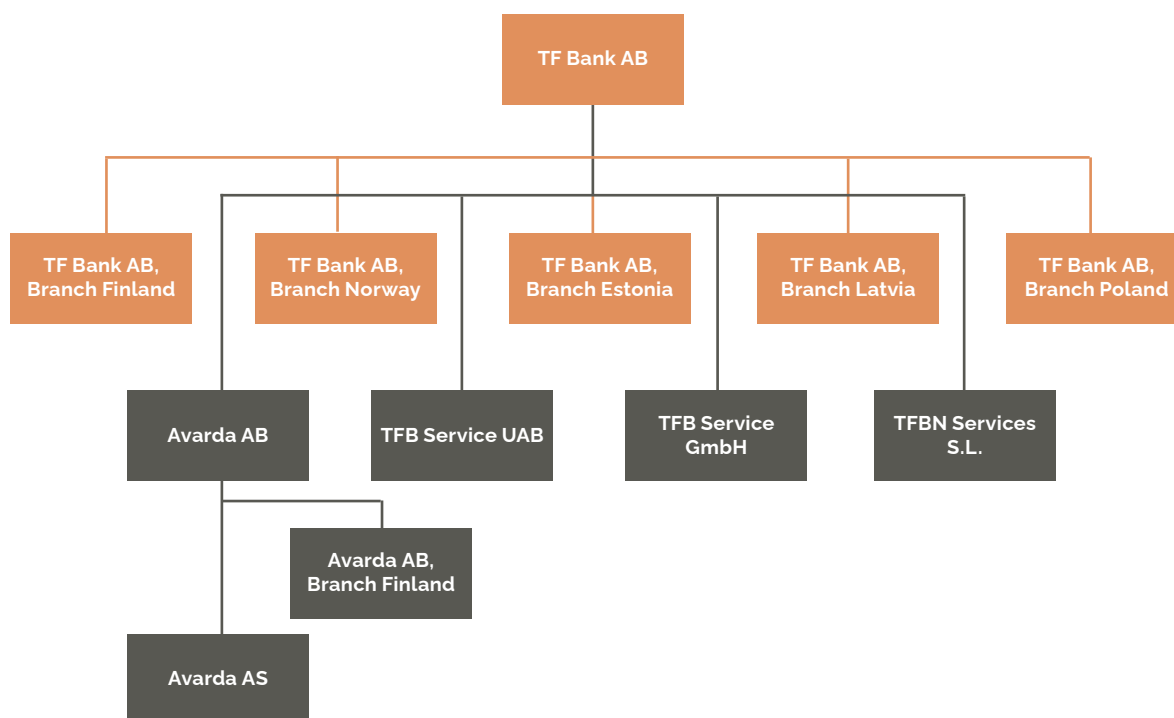 TF Bank AB
TF Bank AB,
Branch Finland
TF Bank AB,
Branch Norway
TF Bank AB,
Branch Estonia
TF Bank AB,
Branch Latvia
TF Bank AB,
Branch Poland
Avarda AB
TFB Service UAB
TFB Service
GmbH
TFBN Services
S.L.
Avarda AB,
Branch Finland
Avarda AS